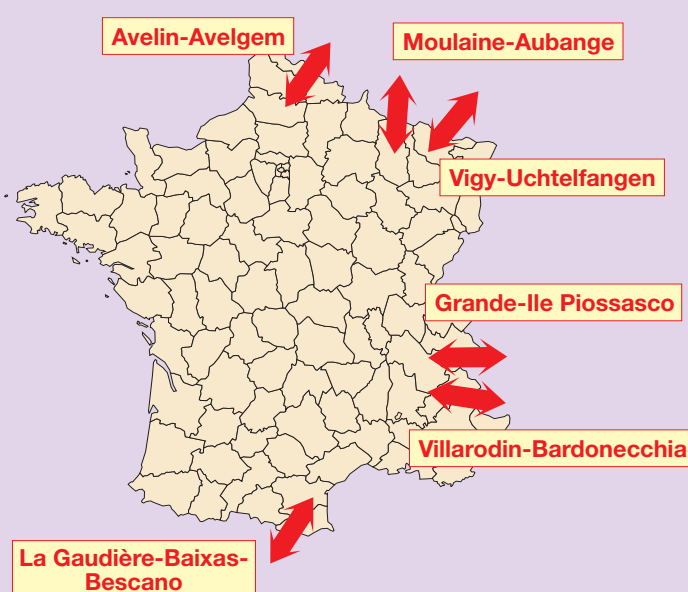 Avelin-Avelgem
Moulaine-Aubange
Vigy-Uchtelfangen
Grande-Ile Piossasco
Villarodin-Bardonecchia
La Gaudière-Baixas-
Bescano